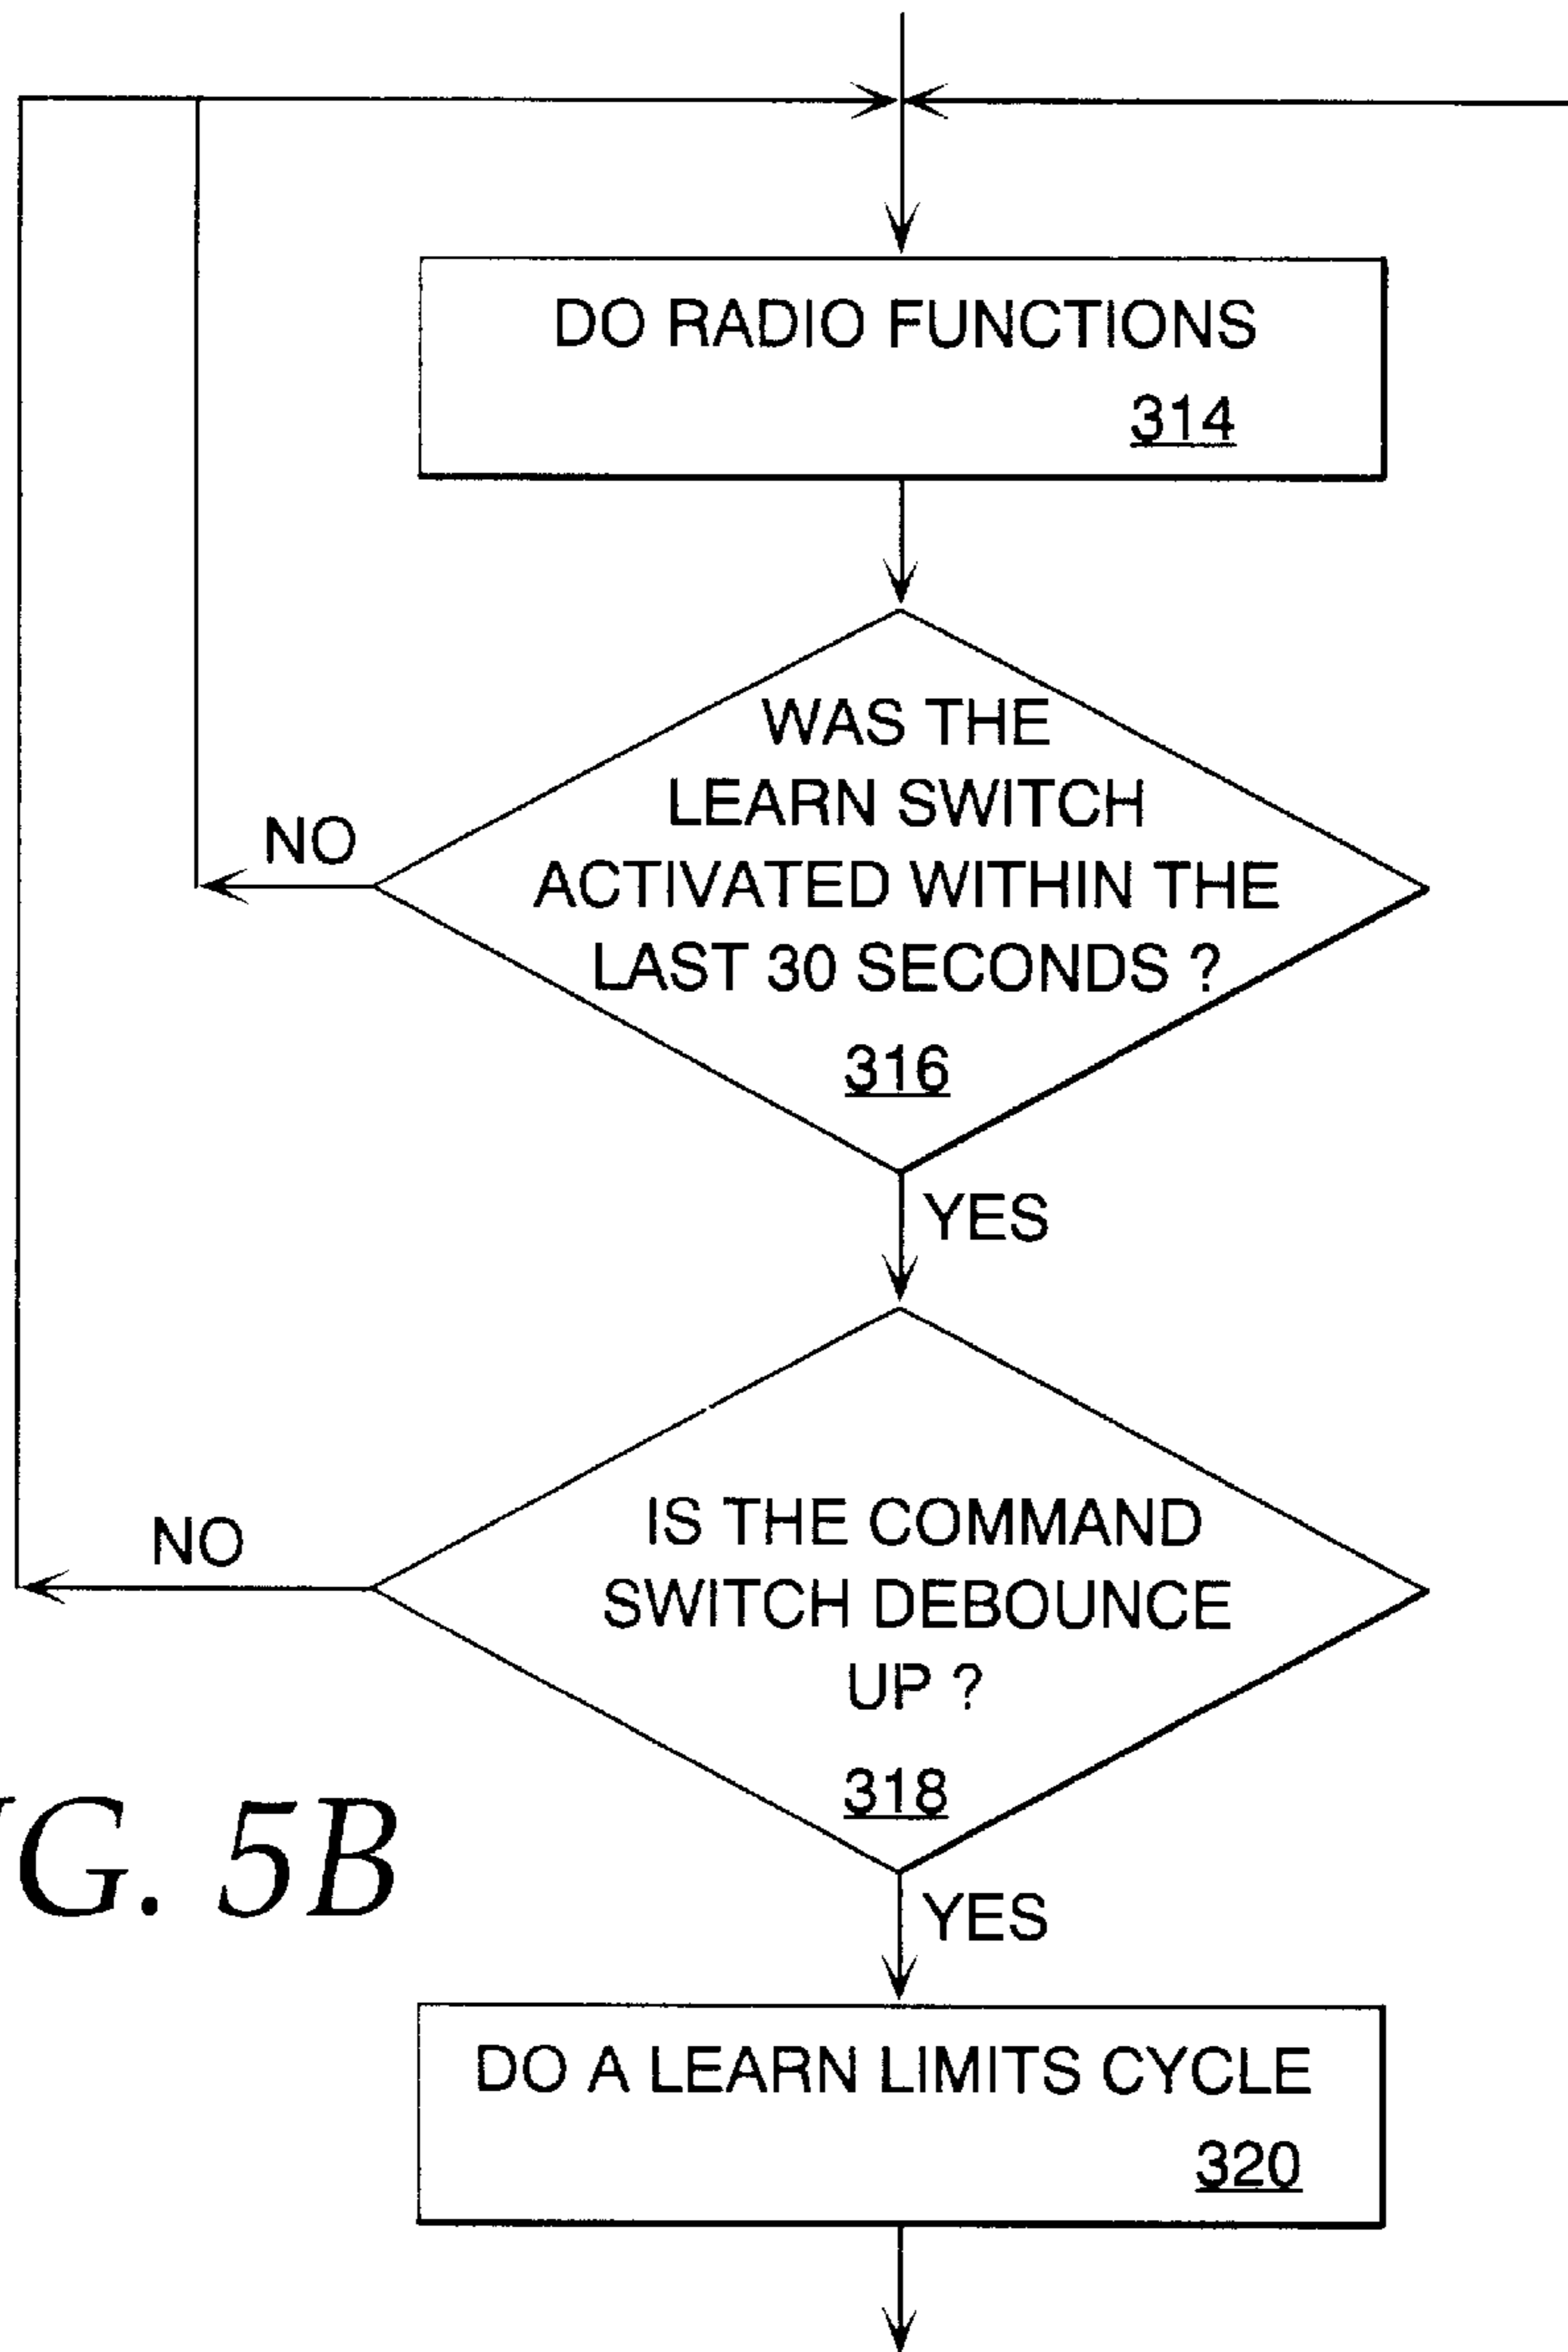 DO RADIO FUNCTIONS
314
WAS THE
LEARN SWITCH
ACTIVATED WITHIN THE
LAST 30 SECONDS ?
316
NO
YES
IS THE COMMAND
SWITCH DEBOUNCE
UP ?
318
NO
YES
G. 5B
DO A LEARN LIMITS CYCLE
320